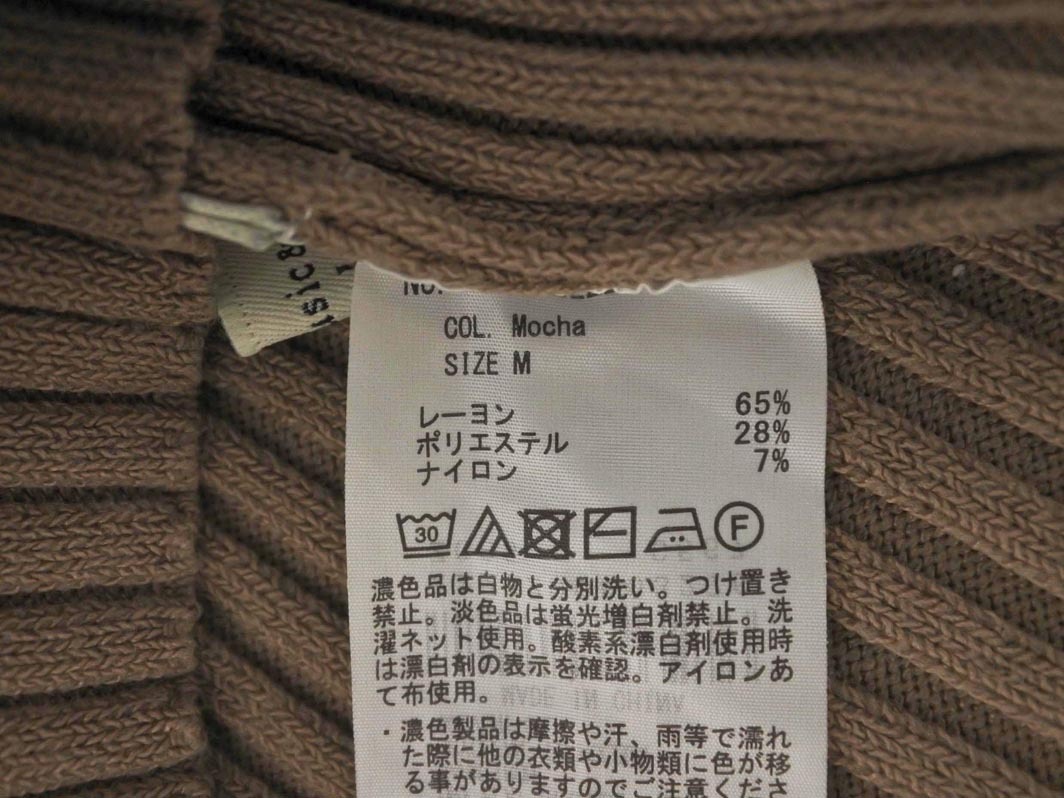 COL. Mocha
SIZE M
レーヨン 65%
ポリエステル 28%
ナイロン 7%
30 F
濃色品は白物と分別洗い。つけ置き
禁止。淡色品は蛍光増白剤禁止。洗
濯ネット使用。酸素系漂白剤使用時
は漂白剤の表示を確認。アイロンあ
て布使用。
MADE IN CHINA
・濃色製品は摩擦や汗、雨等で濡れ
た際に他の衣類や小物類に色が移
る事がありますのでご注意くださ